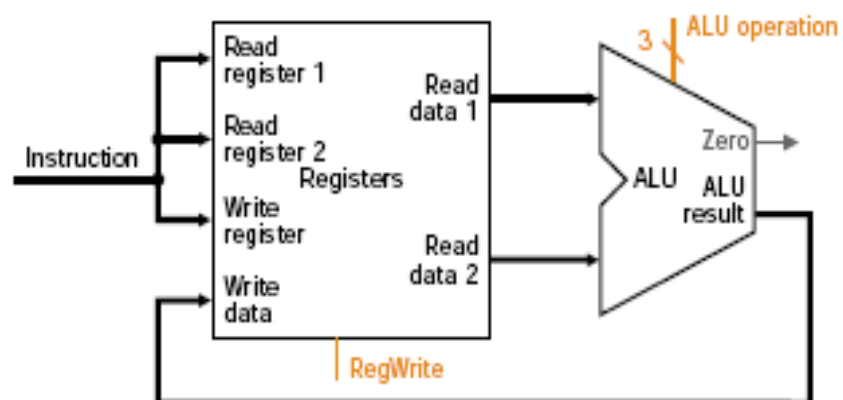 Instruction
Read
register 1
Read
register 2
Registers
Write
register
Write
data
Read
data 1
Read
data 2
RegWrite
3
ALU operation
Zero
ALU
ALU
result